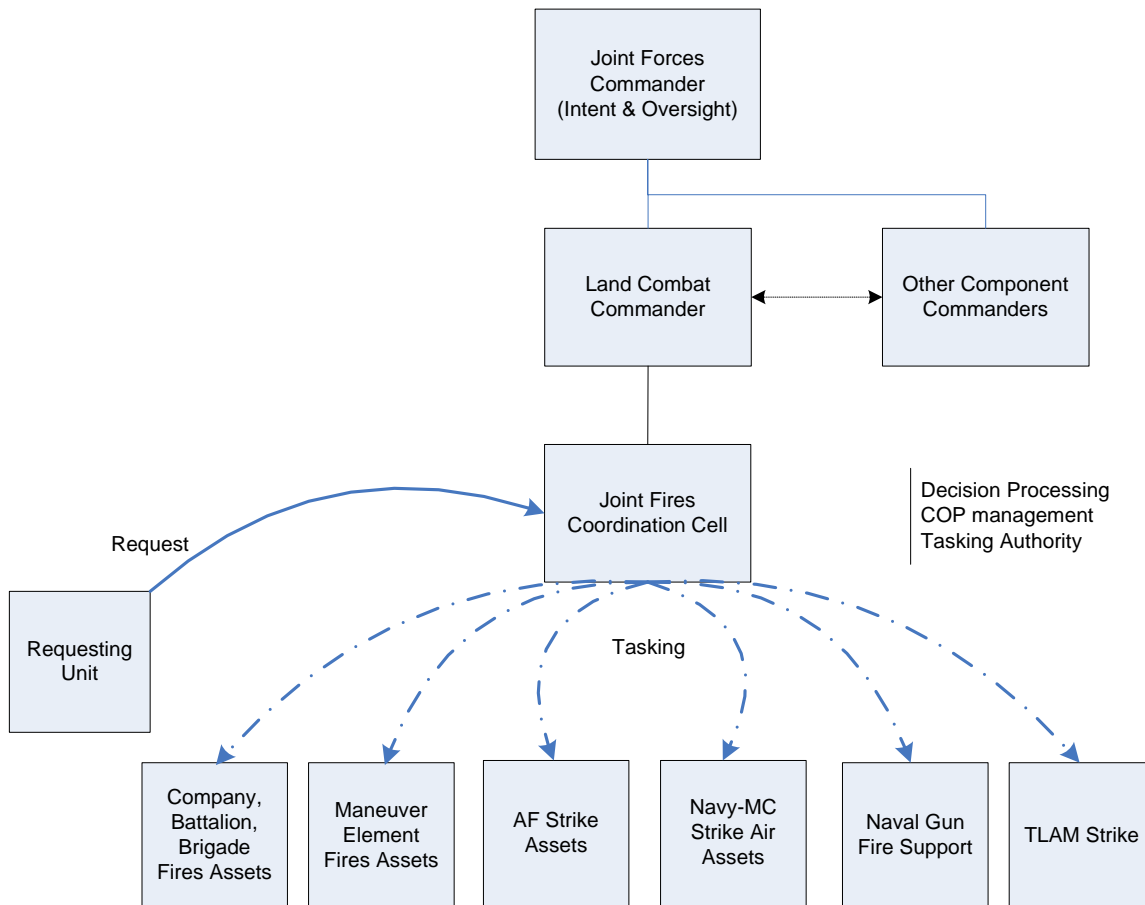 Joint Forces
Commander
(Intent & Oversight)
Land Combat
Commander
Other Component
Commanders
Joint Fires
Coordination Cell
Decision Processing
COP management
Tasking Authority
Request
Requesting
Unit
Tasking
Company,
Battalion,
Brigade
Fires Assets
Maneuver
Element
Fires Assets
AF Strike
Assets
Navy-MC
Strike Air
Assets
Naval Gun
Fire Support
TLAM Strike